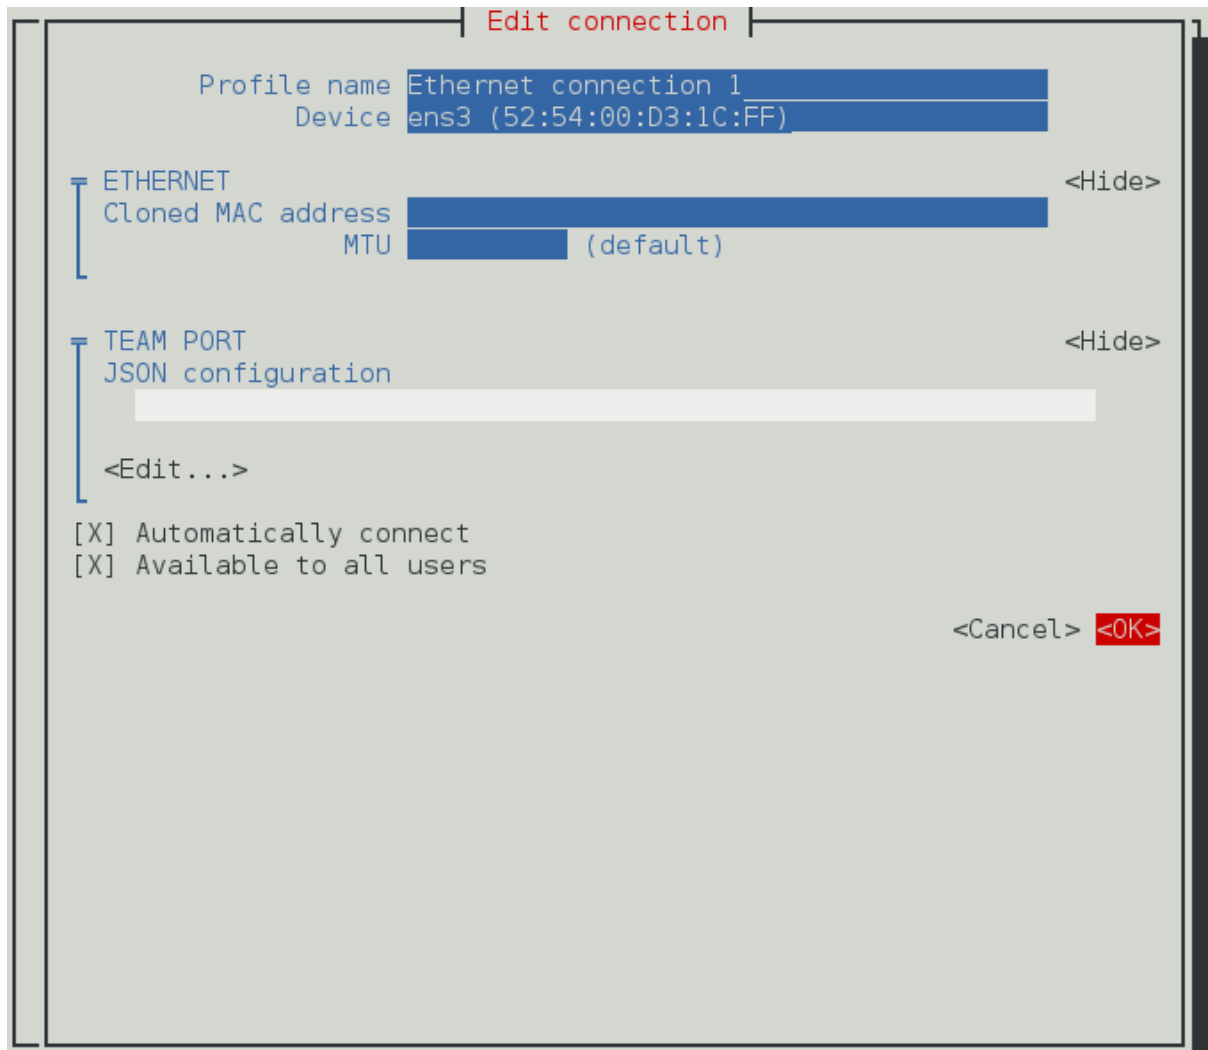 Edit connection
Profile name Ethernet connection 1
Device ens3 (52:54:00:D3:1C:FF)
ETHERNET <Hide>
Cloned MAC address
MTU (default)
TEAM PORT <Hide>
JSON configuration
<Edit...>
[X] Automatically connect
[X] Available to all users
<Cancel> <OK>